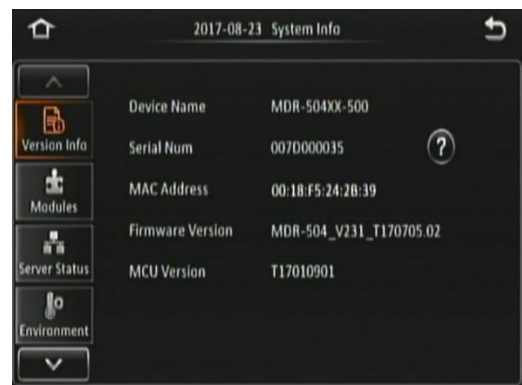 2017-08-23 System Info
Version Info
Modules
Server Status
Environment
Device Name MDR-504XX-500
Serial Num 007D000035
?
MAC Address 00:18:F5:24:2B:39
Firmware Version MDR-504_V231_T170705.02
MCU Version T17010901